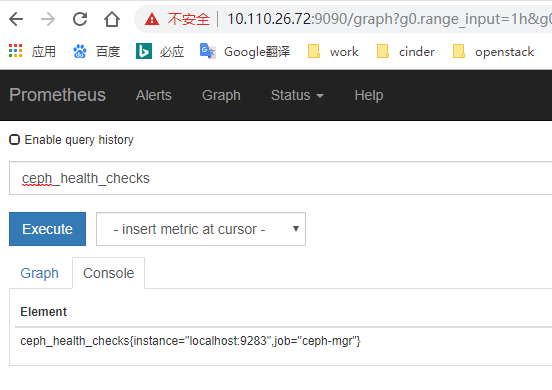 不安全 10.110.26.72:9090/graph?g0.range_input=1h&g
应用 百度 必应 Google翻译 work cinder openstack
Prometheus Alerts Graph Status Help
Enable query history
ceph_health_checks
Execute - insert metric at cursor -
Graph Console
Element
ceph_health_checks{instance="localhost:9283",job="ceph-mgr"}